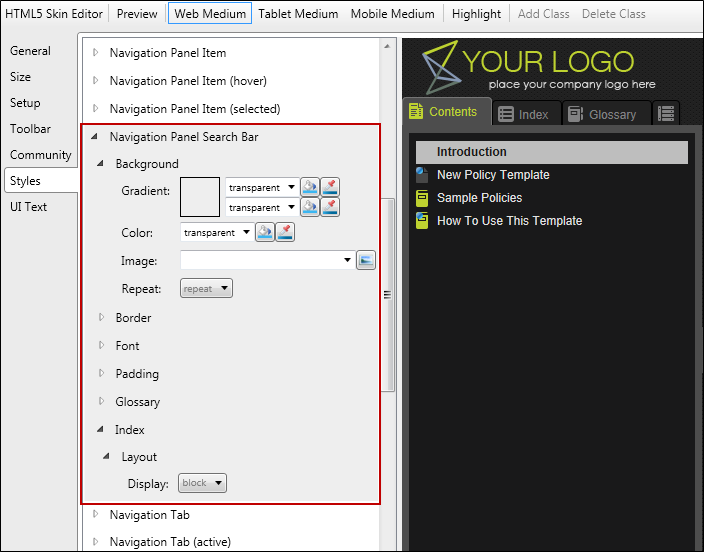 HTML5 Skin Editor Preview Web Medium Tablet Medium Mobile Medium Highlight Add Class Delete Class
General
Size
Setup
Toolbar
Community
Styles
UI Text
Navigation Panel Item
Navigation Panel Item (hover)
Navigation Panel Item (selected)
Navigation Panel Search Bar
Background
Gradient: transparent
transparent
Color: transparent
Image:
Repeat: repeat
Border
Font
Padding
Glossary
Index
Layout
Display: block
Navigation Tab
Navigation Tab (active)
YOUR LOGO
place your company logo here
Contents Index Glossary
Introduction
New Policy Template
Sample Policies
How To Use This Template